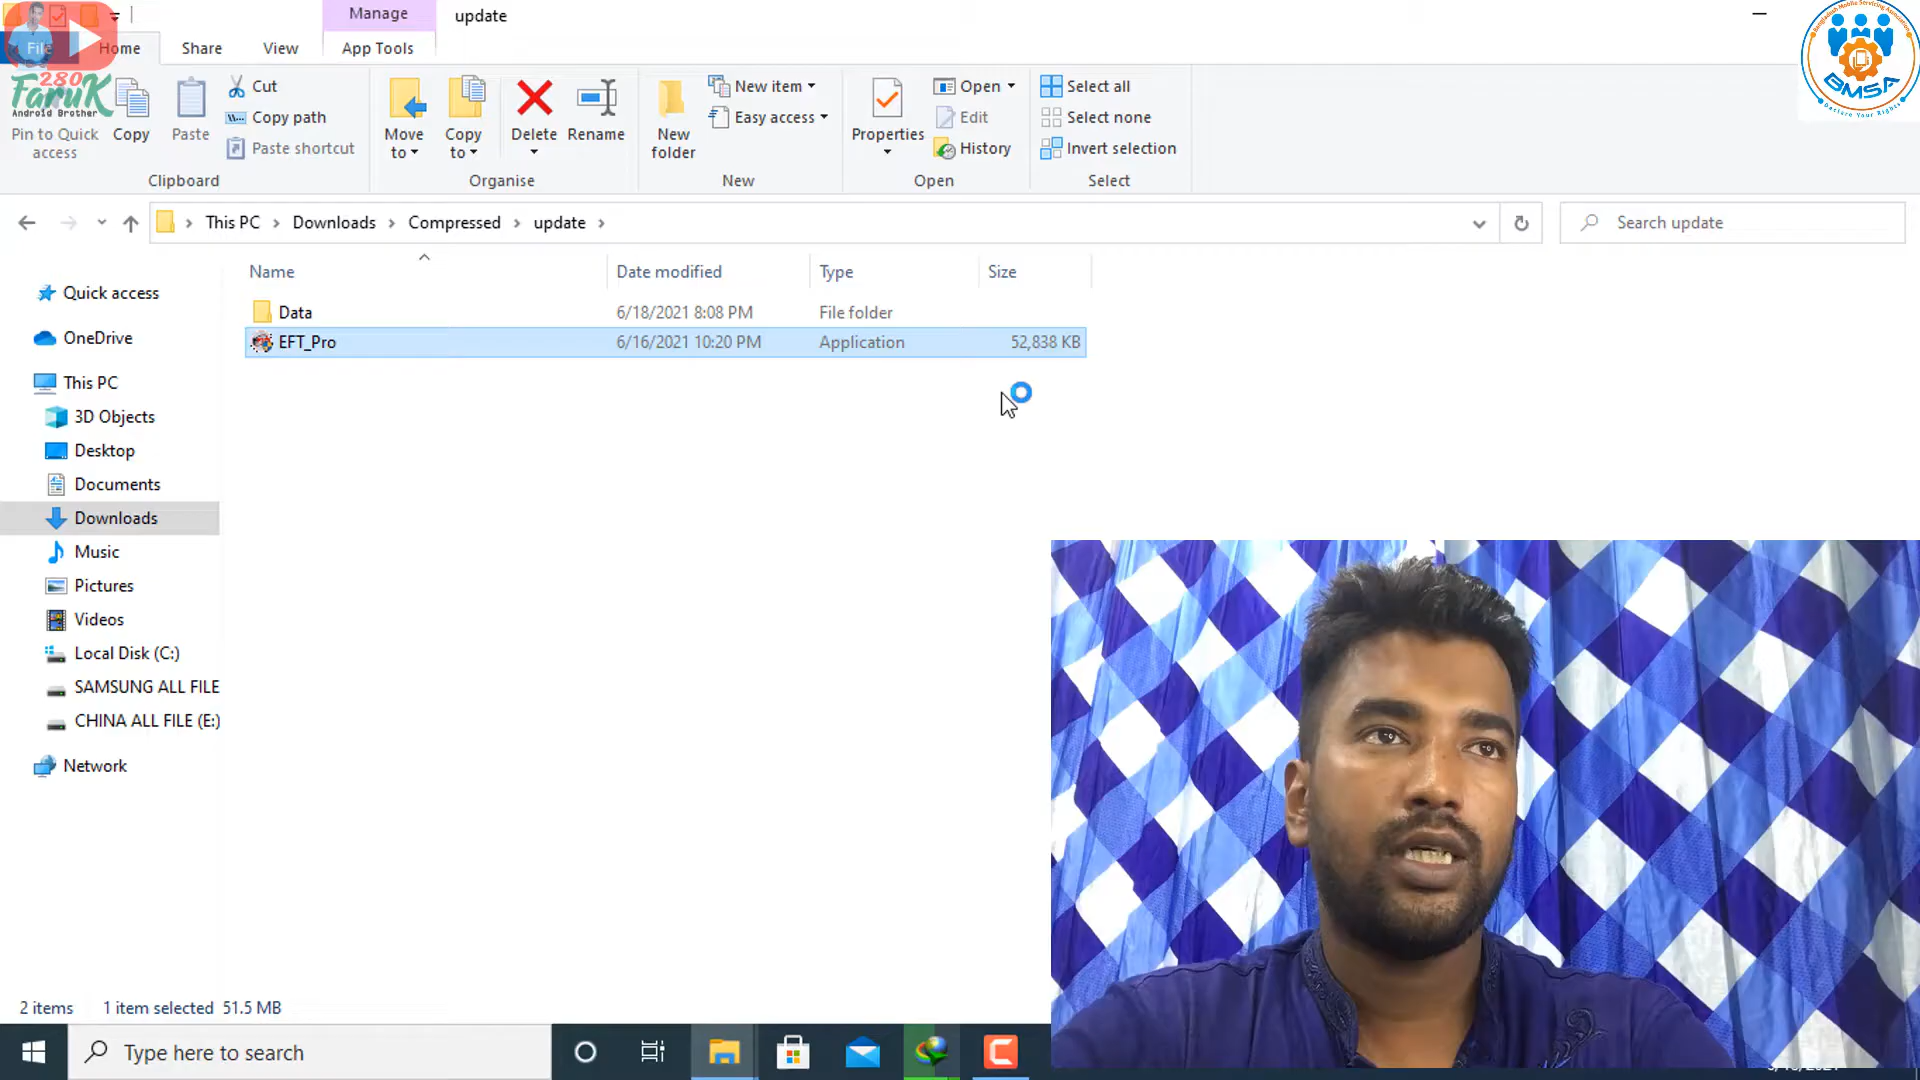 Manage
update
File
Home
Share
View
App Tools
280
FaruK
Android Brother
Pin to Quick
access
Copy
Paste
Cut
Copy path
Paste shortcut
Clipboard
Move
to
Copy
to
Delete
Rename
Organise
New
folder
New item
Easy access
New
Properties
Open
Edit
History
Open
Select all
Select none
Invert selection
Select
Bangladesh Mobile Servicing Association
BMSA
This PC
Downloads
Compressed
update
Search update
Name
Date modified
Type
Size
Data
6/18/2021 8:08 PM
File folder
EFT_Pro
6/16/2021 10:20 PM
Application
52,838 KB
Quick access
OneDrive
This PC
3D Objects
Desktop
Documents
Downloads
Music
Pictures
Videos
Local Disk (C:)
SAMSUNG ALL FILE
CHINA ALL FILE (E:)
Network
2 items
1 item selected 51.5 MB
Type here to search